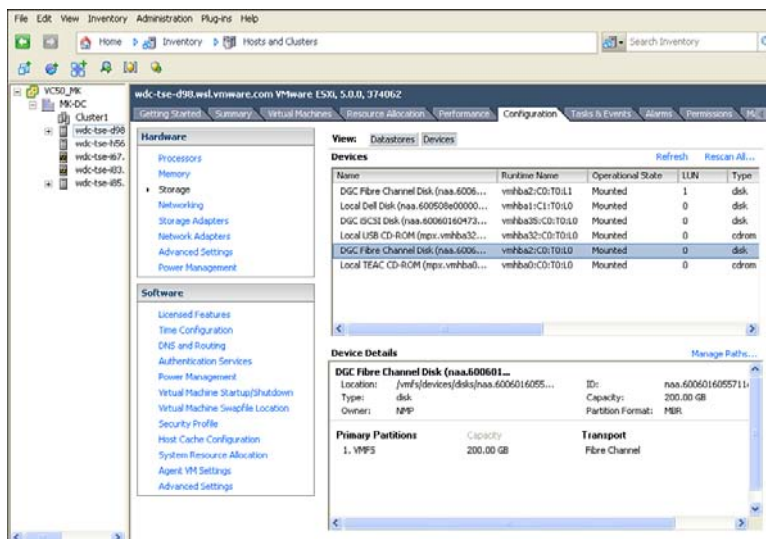 File Edit View Inventory Administration Plug-ins Help
Home Inventory Hosts and Clusters Search Inventory
VC50_MK
MK-DC
Cluster1
wdc-tse-d98
wdc-tse-h56
wdc-tse-i67.
wdc-tse-i83.
wdc-tse-i85.
wdc-tse-d98.wsl.vmware.com VMware ESXi, 5.0.0, 374062
Getting Started Summary Virtual Machines Resource Allocation Performance Configuration Tasks & Events Alarms Permissions
Hardware
Processors
Memory
Storage
Networking
Storage Adapters
Network Adapters
Advanced Settings
Power Management
Software
Licensed Features
Time Configuration
DNS and Routing
Authentication Services
Power Management
Virtual Machine Startup/Shutdown
Virtual Machine Swapfile Location
Security Profile
Host Cache Configuration
System Resource Allocation
Agent VM Settings
Advanced Settings
View: Datastores Devices
Devices Refresh Rescan All...
Name Runtime Name Operational State LUN Type
DGC Fibre Channel Disk (naa.6006... vmhba2:C0:T0:L1 Mounted 1 disk
Local Dell Disk (naa.600508e00000... vmhba1:C1:T0:L0 Mounted 0 disk
DGC iSCSI Disk (naa.60060160473... vmhba35:C0:T0:L0 Mounted 0 disk
Local USB CD-ROM (mpx.vmhba32... vmhba32:C0:T0:L0 Mounted 0 cdrom
DGC Fibre Channel Disk (naa.6006... vmhba2:C0:T0:L0 Mounted 0 disk
Local TEAC CD-ROM (mpx.vmhba0... vmhba0:C0:T0:L0 Mounted 0 cdrom
Device Details Manage Paths...
DGC Fibre Channel Disk (naa.600601...
Location: /vmfs/devices/disks/naa.6006016055... ID: naa.6006016055711
Type: disk Capacity: 200.00 GB
Owner: NMP Partition Format: MBR
Primary Partitions Capacity Transport
1. VMFS 200.00 GB Fibre Channel